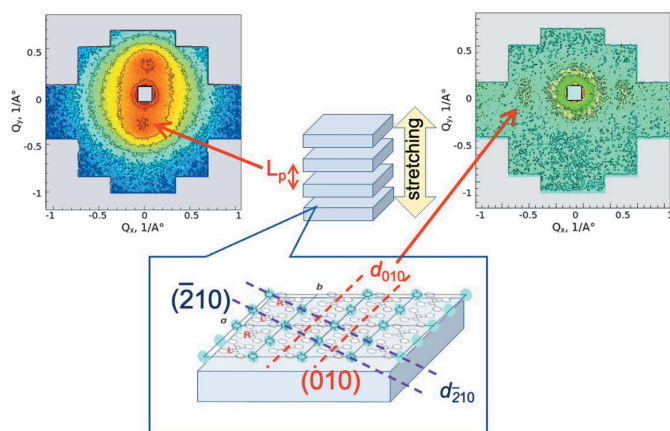 0.5
0
-0.5
-1
Qy, 1/A°
-1 -0.5 0 0.5 1
Qx, 1/A°
Lp
stretching
0.5
0
-0.5
-1
Qy, 1/A°
-1 -0.5 0 0.5 1
Qx, 1/A°
d010
(2̅10)
b
a
R
L
R
L
(010)
d2̅10